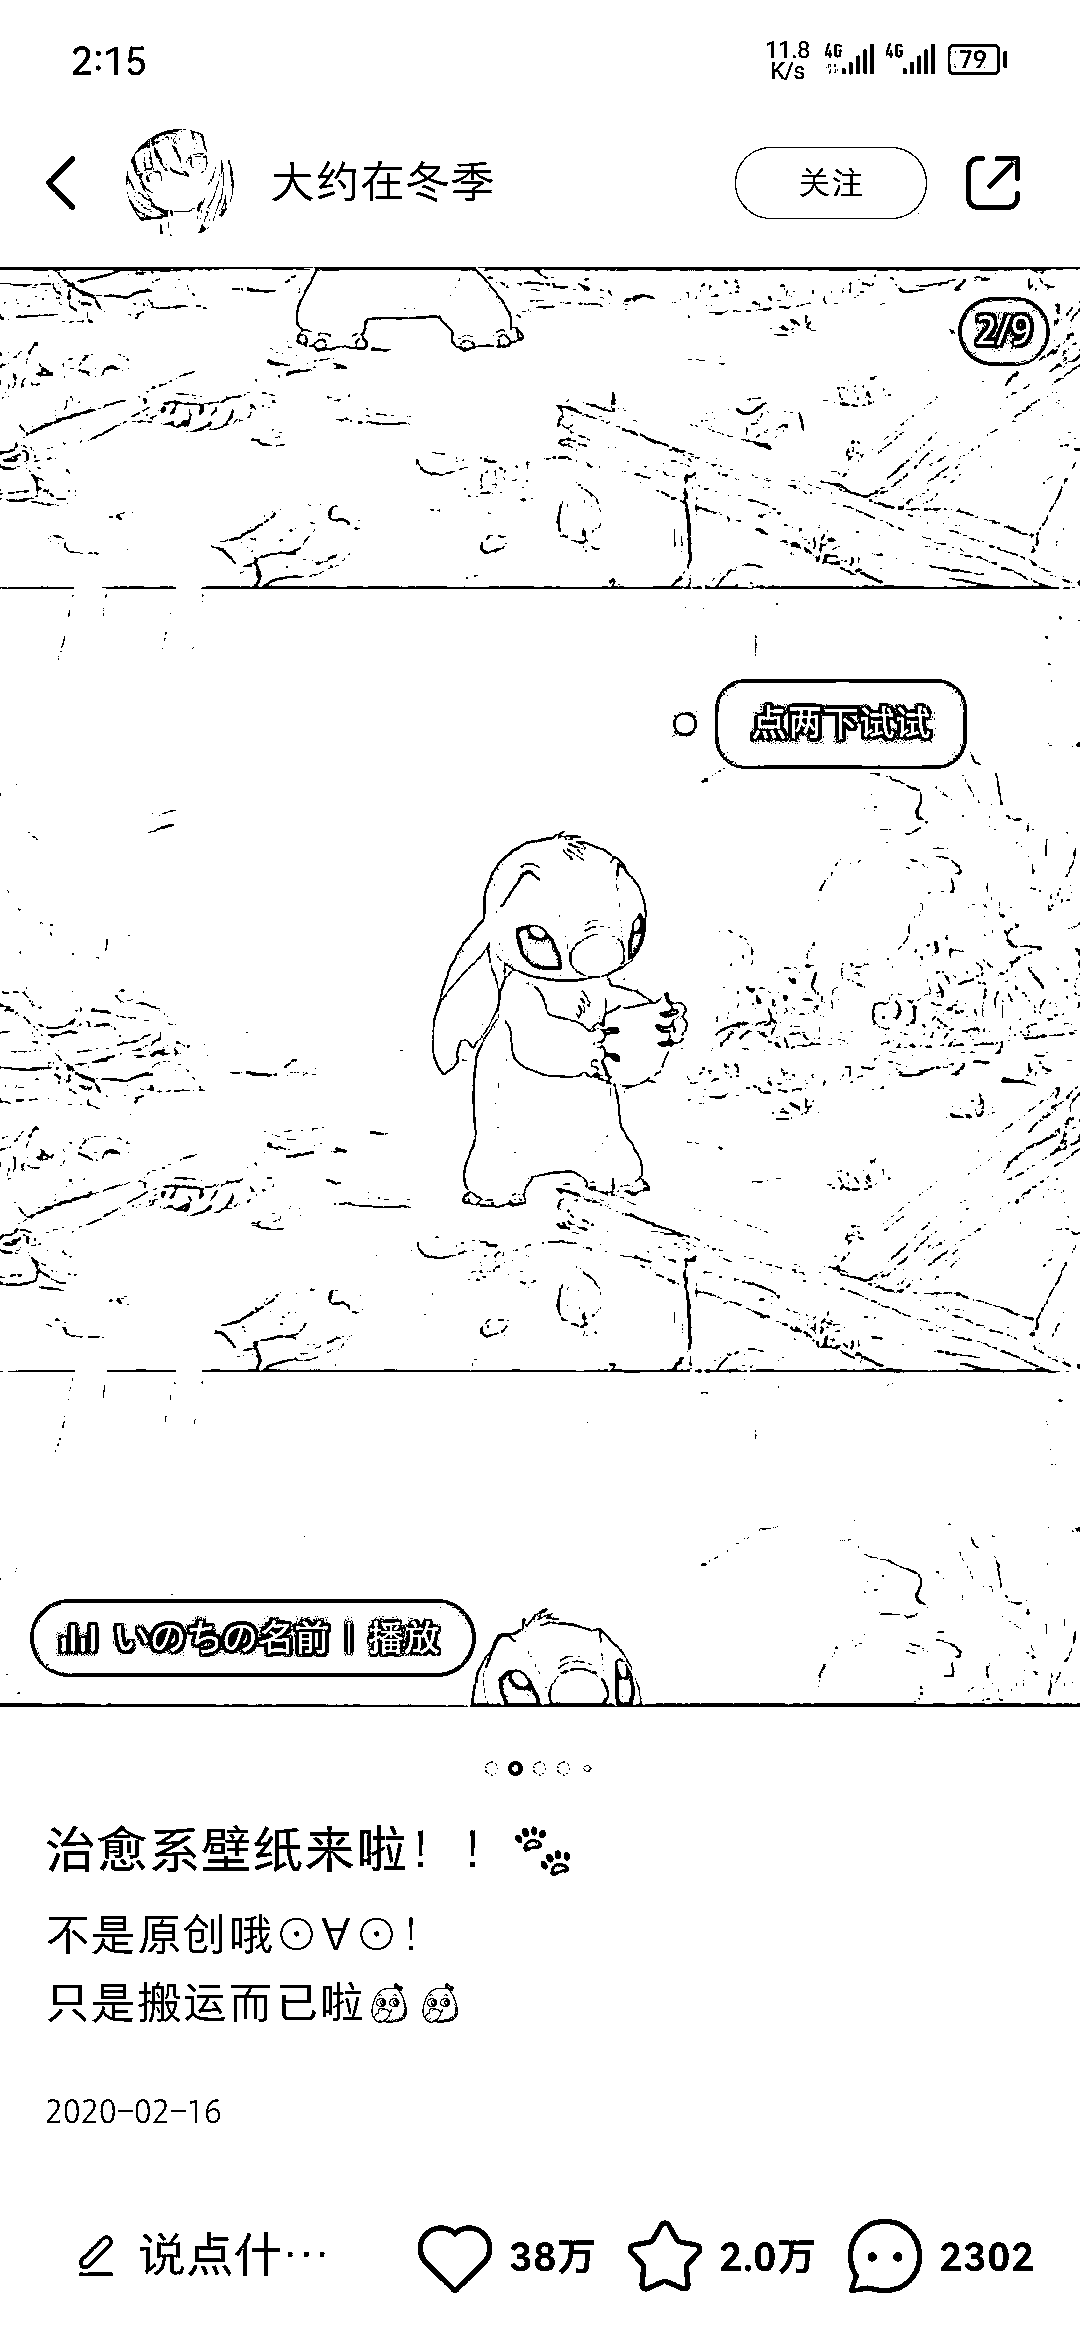 2:15
11.8 K/s 4G 4G 79
大约在冬季
关注
2/9
点两下试试
いのちの名前 | 播放
治愈系壁纸来啦！！🐾
不是原创哦⊙∀⊙！
只是搬运而已啦
2020-02-16
说点什…
38万
2.0万
2302